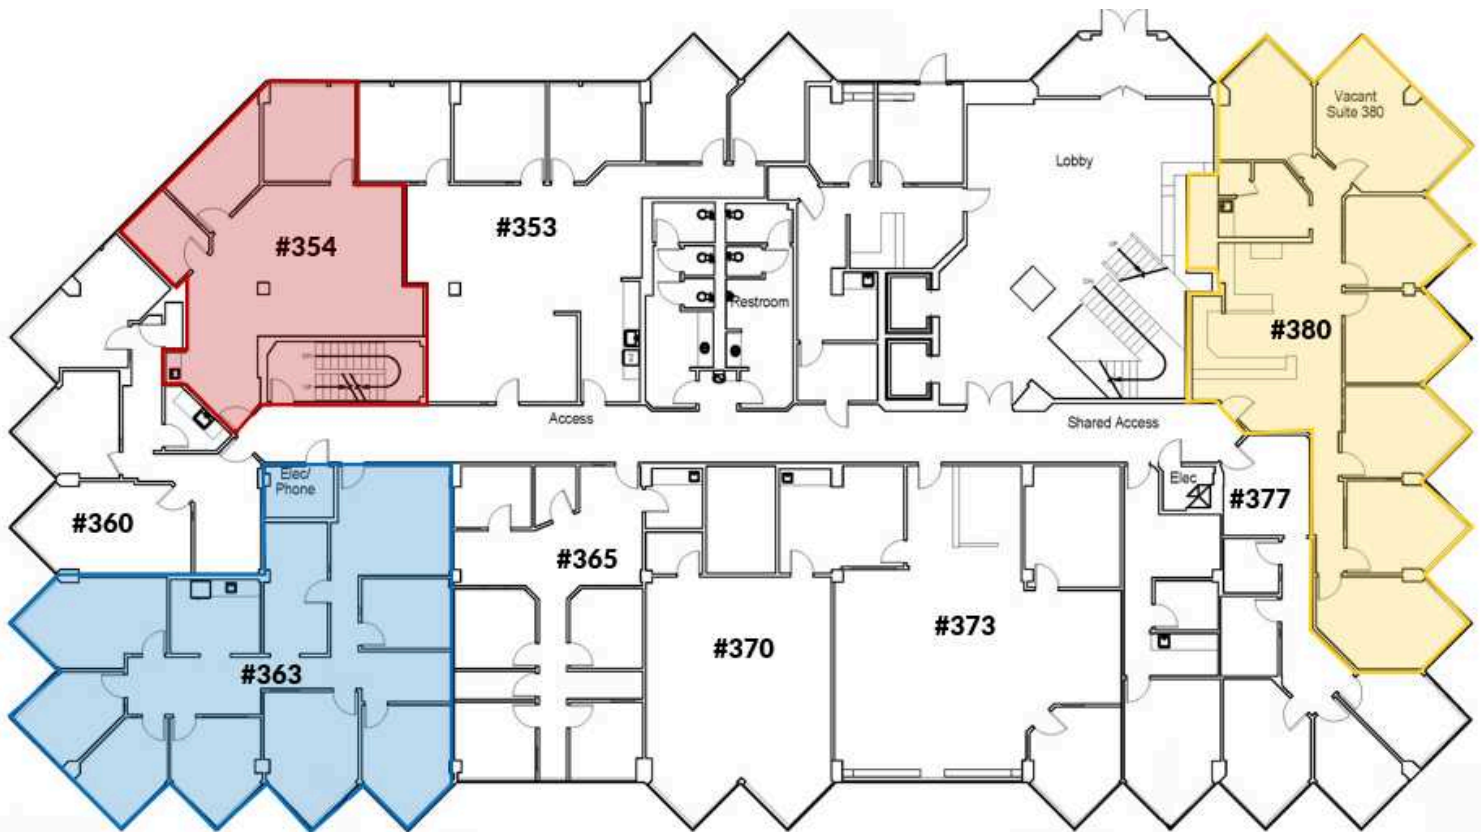 Vacant
Suite 380
Lobby
#353
#354
Restroom
#380
Access
Shared Access
Elec/
Phone
Elec
#377
#360
#365
#373
#370
#363